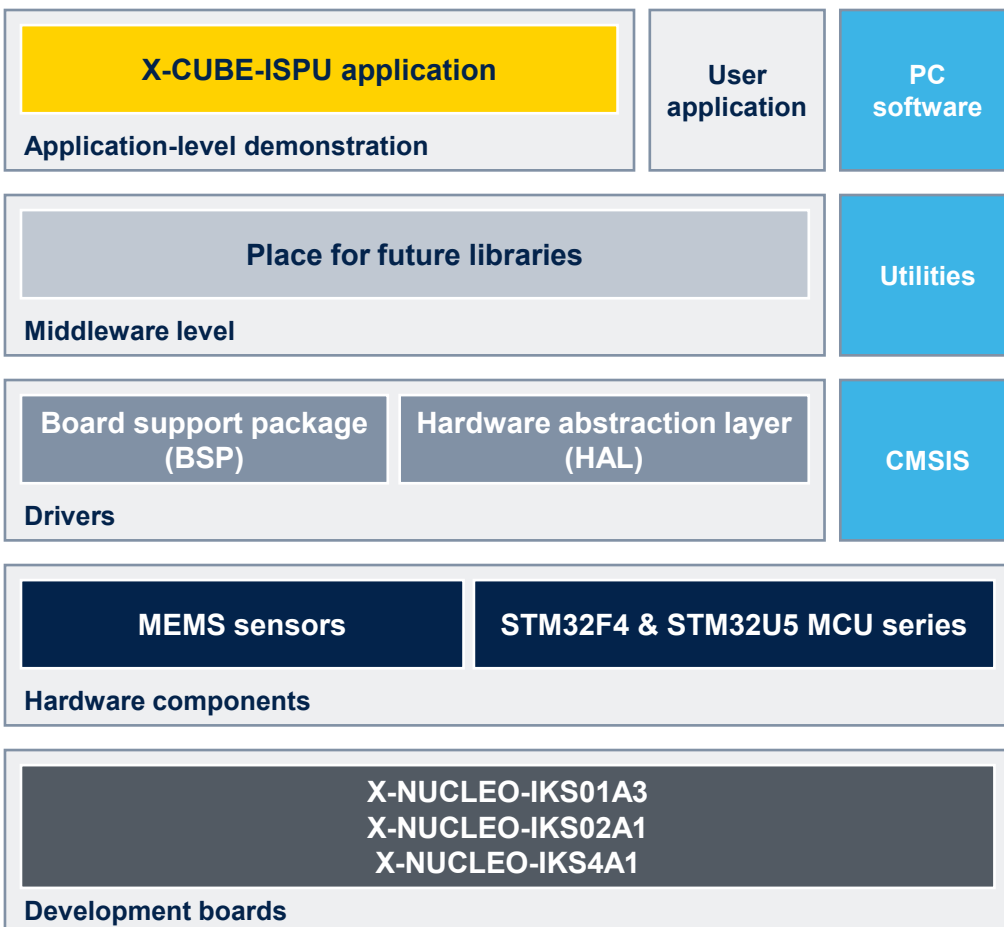 X-CUBE-ISPU application
Application-level demonstration
User
application
PC
software
Place for future libraries
Middleware level
Utilities
Board support package
(BSP)
Hardware abstraction layer
(HAL)
Drivers
CMSIS
MEMS sensors
STM32F4 & STM32U5 MCU series
Hardware components
X-NUCLEO-IKS01A3
X-NUCLEO-IKS02A1
X-NUCLEO-IKS4A1
Development boards